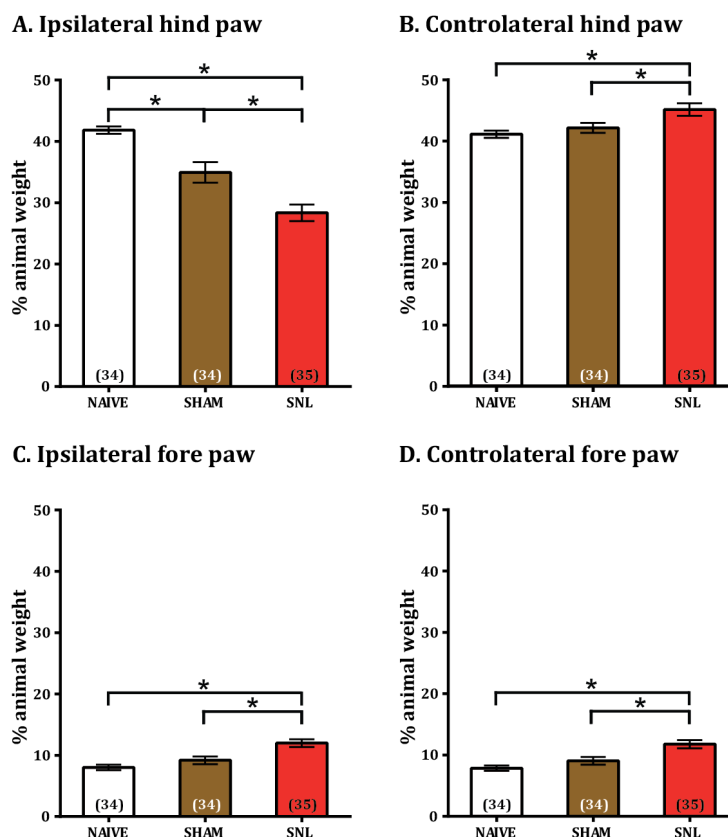 A. Ipsilateral hind paw
% animal weight
50
40
30
20
10
0
* 
* *
(34) (34) (35)
NAIVE SHAM SNL
B. Controlateral hind paw
% animal weight
50
40
30
20
10
0
*
*
(34) (34) (35)
NAIVE SHAM SNL
C. Ipsilateral fore paw
% animal weight
50
40
30
20
10
0
*
*
(34) (34) (35)
NAIVE SHAM SNL
D. Controlateral fore paw
% animal weight
50
40
30
20
10
0
*
*
(34) (34) (35)
NAIVE SHAM SNL